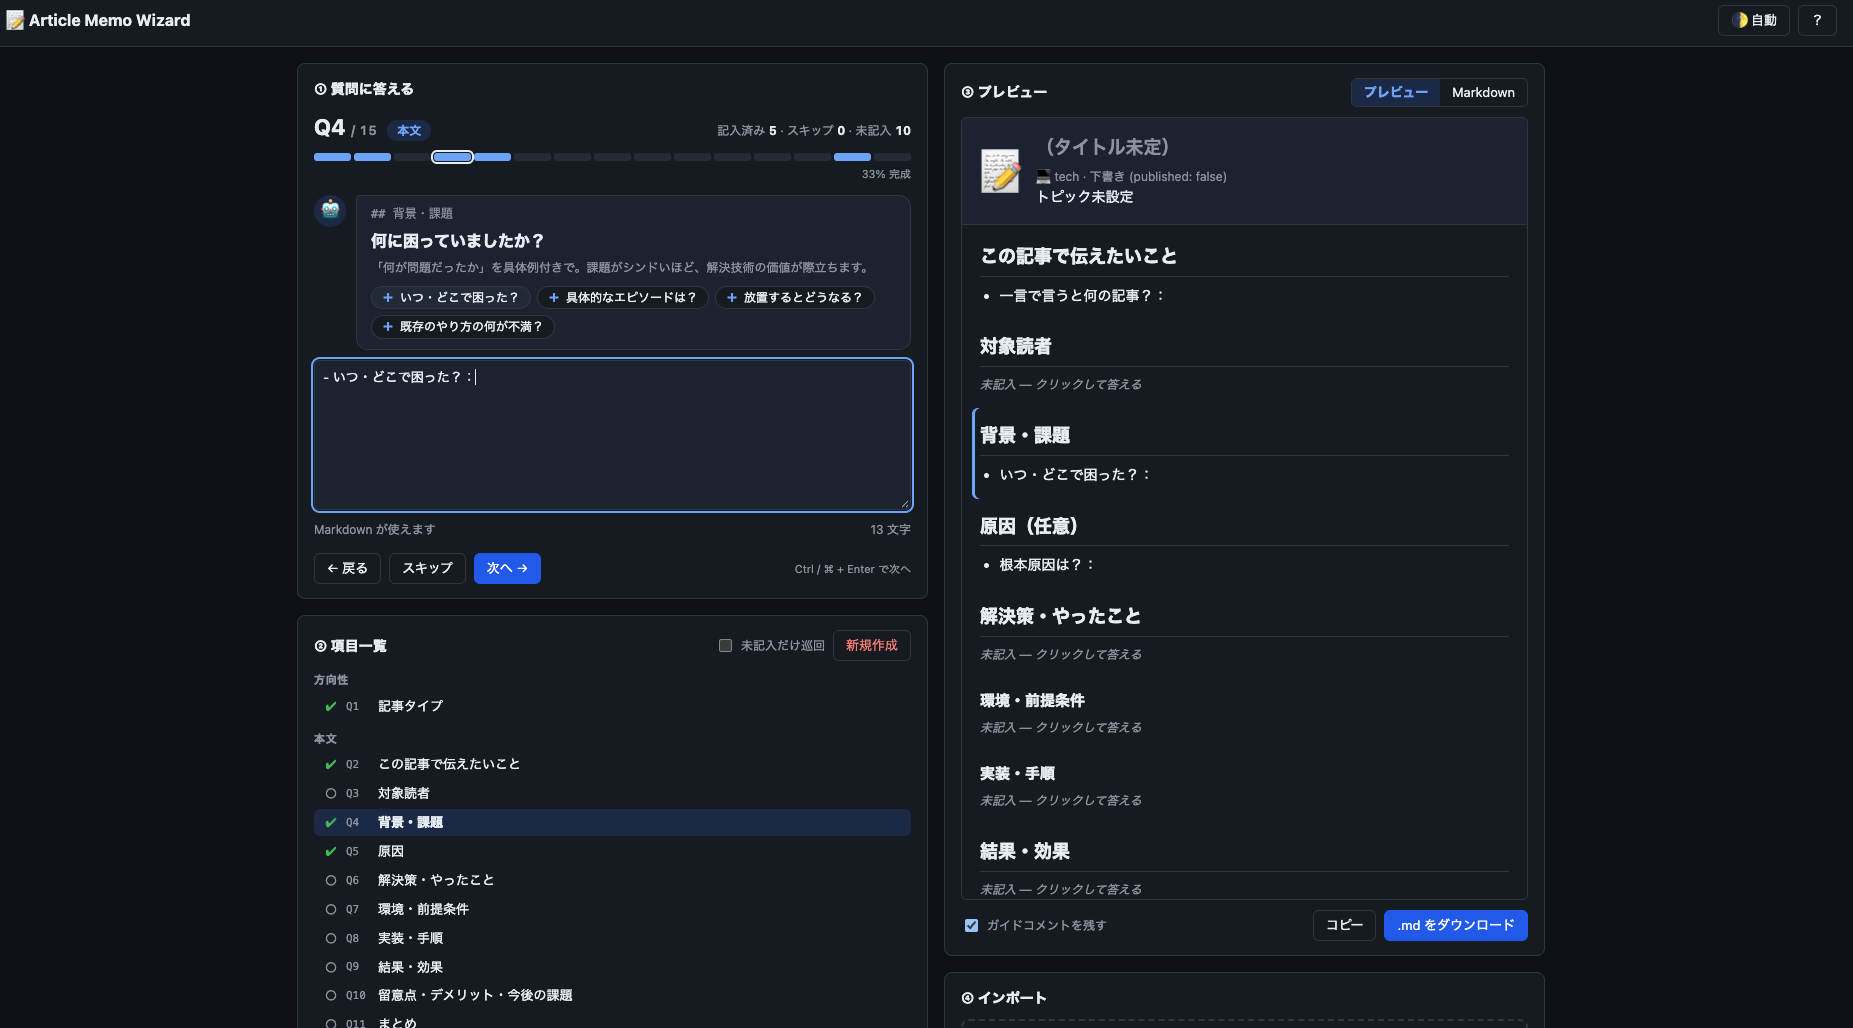 Article Memo Wizard
自動
?
① 質問に答える
Q4 / 15 本文
記入済み 5 · スキップ 0 · 未記入 10
33% 完成
## 背景・課題
何に困っていましたか？
「何が問題だったか」を具体例付きで。課題がシンドいほど、解決技術の価値が際立ちます。
+ いつ・どこで困った？
+ 具体的なエピソードは？
+ 放置するとどうなる？
+ 既存のやり方の何が不満？
- いつ・どこで困った？：
Markdown が使えます
13 文字
← 戻る
スキップ
次へ →
Ctrl / ⌘ + Enter で次へ
② 項目一覧
未記入だけ巡回
新規作成
方向性
✔ Q1 記事タイプ
本文
✔ Q2 この記事で伝えたいこと
○ Q3 対象読者
✔ Q4 背景・課題
✔ Q5 原因
○ Q6 解決策・やったこと
○ Q7 環境・前提条件
○ Q8 実装・手順
○ Q9 結果・効果
○ Q10 留意点・デメリット・今後の課題
○ Q11 まとめ
③ プレビュー
プレビュー
Markdown
（タイトル未定）
tech · 下書き (published: false)
トピック未設定
この記事で伝えたいこと
• 一言で言うと何の記事？：
対象読者
未記入 — クリックして答える
背景・課題
• いつ・どこで困った？：
原因（任意）
• 根本原因は？：
解決策・やったこと
未記入 — クリックして答える
環境・前提条件
未記入 — クリックして答える
実装・手順
未記入 — クリックして答える
結果・効果
未記入 — クリックして答える
ガイドコメントを残す
コピー
.md をダウンロード
④ インポート